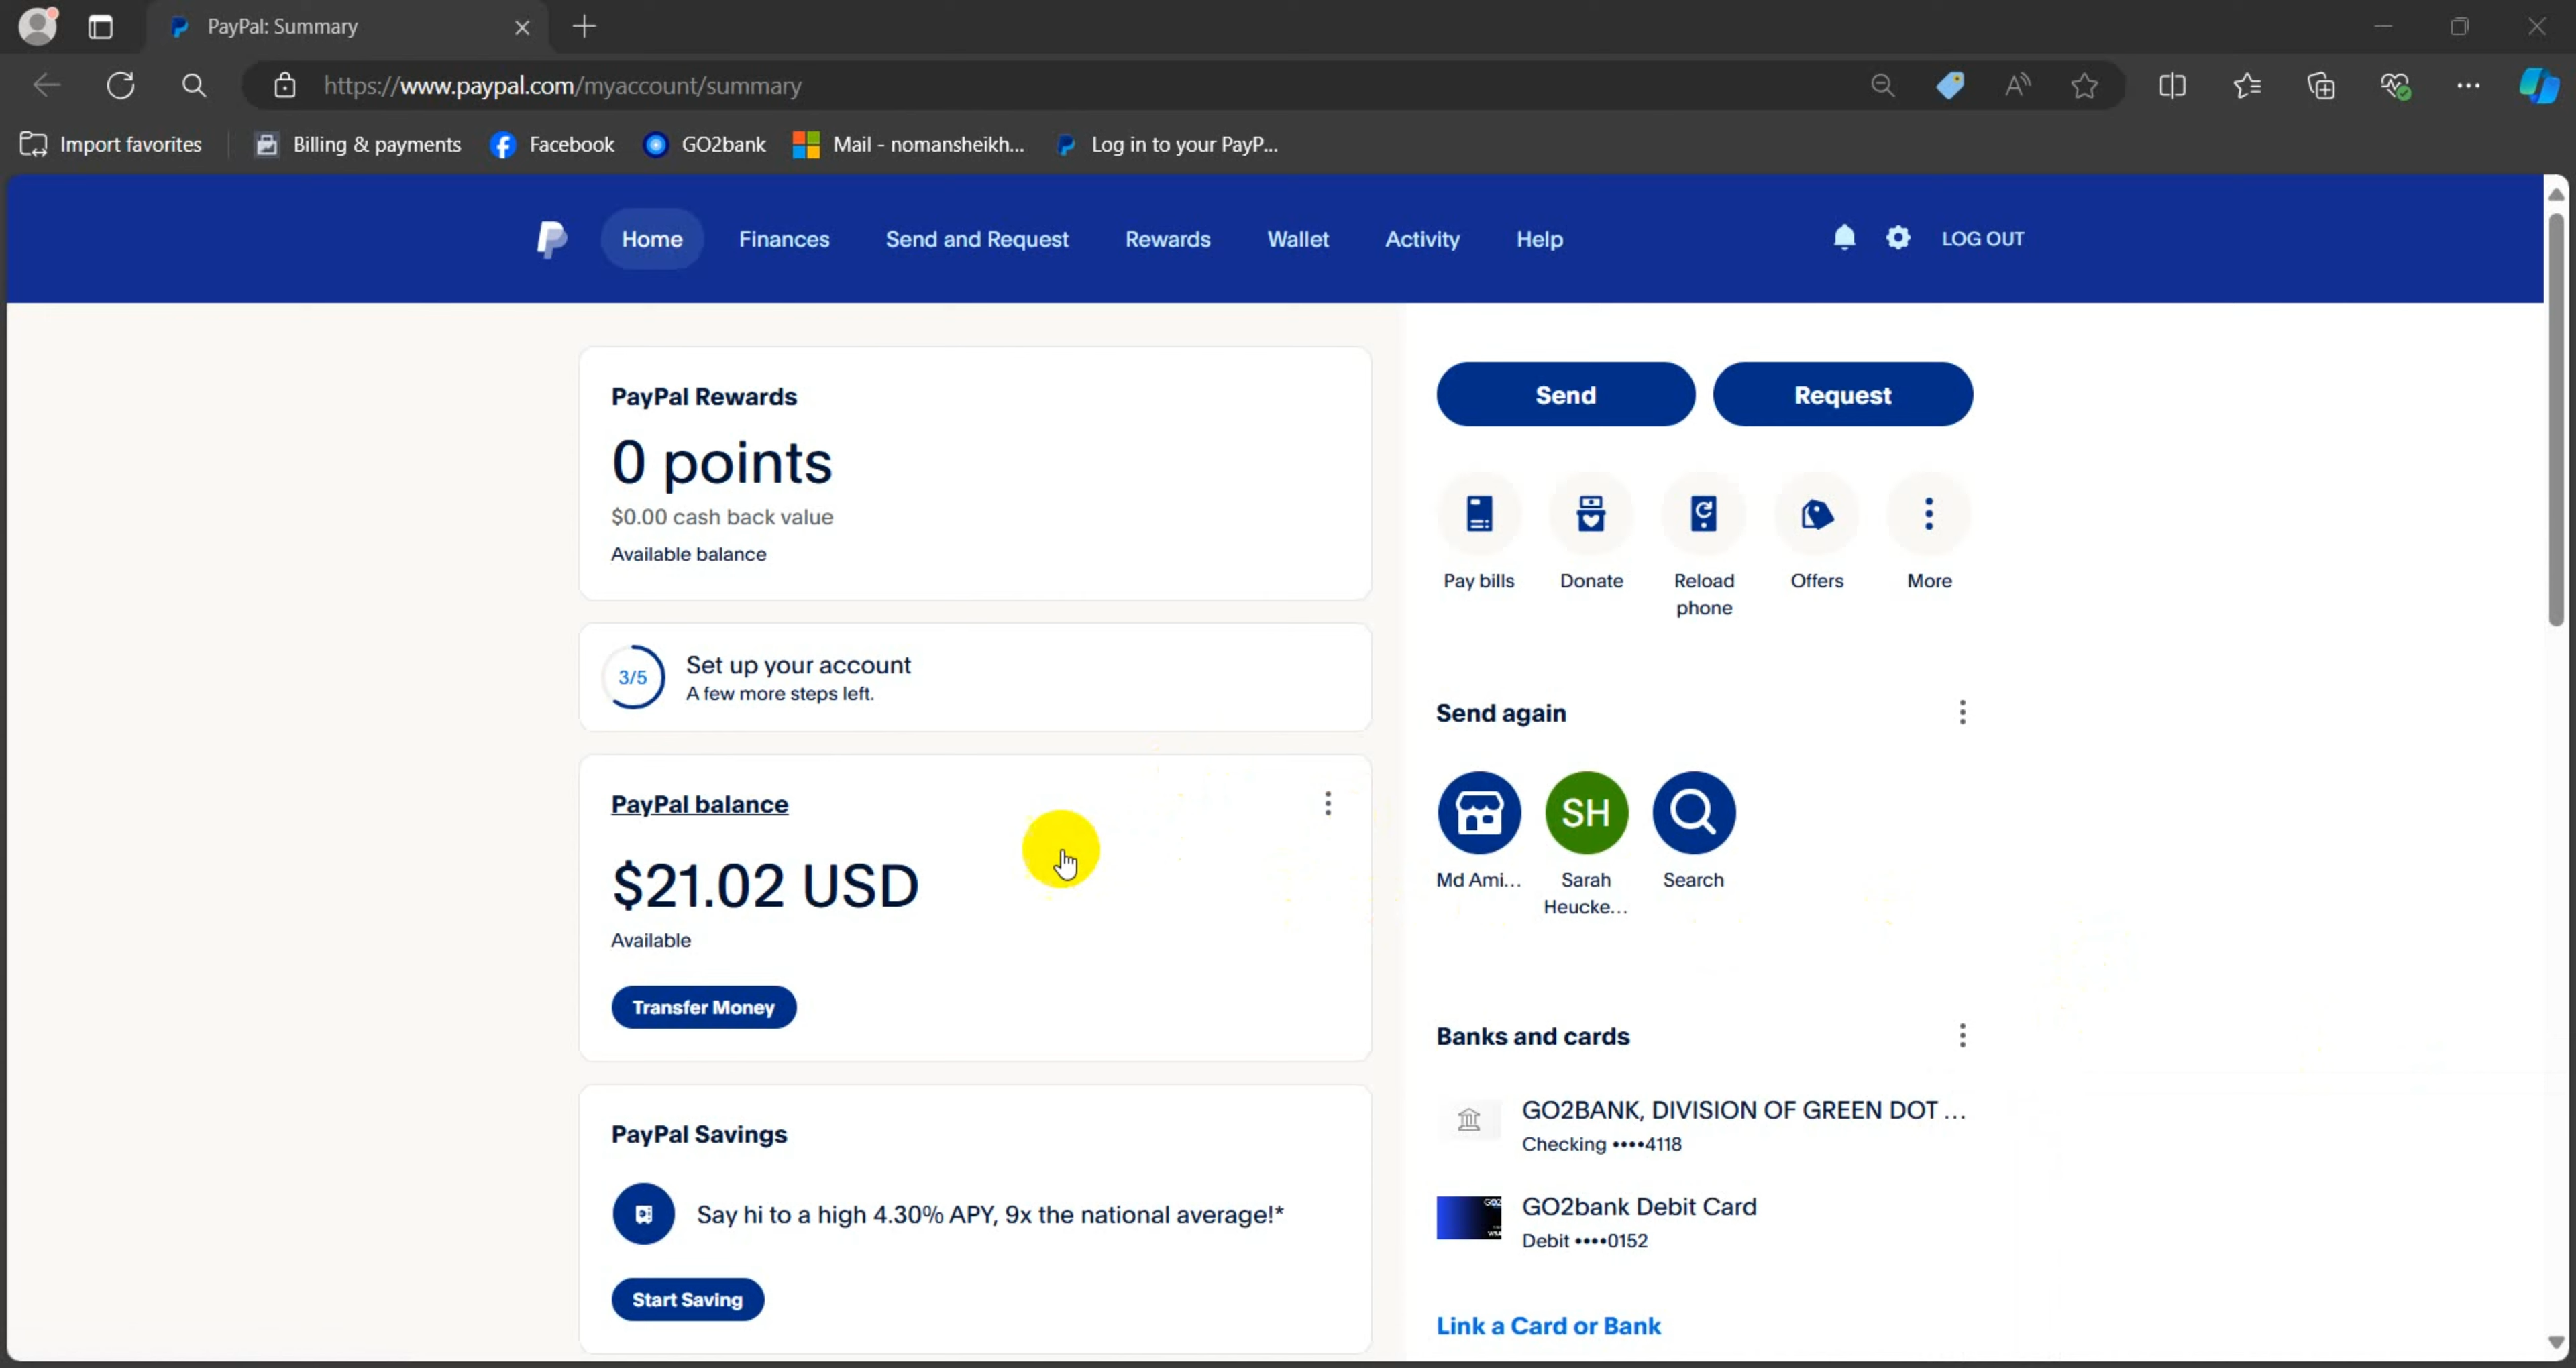 PayPal: Summary
https://www.paypal.com/myaccount/summary
Import favorites
Billing & payments
Facebook
GO2bank
Mail - nomansheikh...
Log in to your PayP...
Home
Finances
Send and Request
Rewards
Wallet
Activity
Help
LOG OUT
PayPal Rewards
0 points
$0.00 cash back value
Available balance
3/5
Set up your account
A few more steps left.
PayPal balance
$21.02 USD
Available
Transfer Money
PayPal Savings
Say hi to a high 4.30% APY, 9x the national average!*
Start Saving
Send
Request
Pay bills
Donate
Reload
phone
Offers
More
Send again
SH
Md Ami...
Sarah
Heucke...
Search
Banks and cards
GO2BANK, DIVISION OF GREEN DOT ...
Checking ••••4118
GO2bank Debit Card
Debit ••••0152
Link a Card or Bank